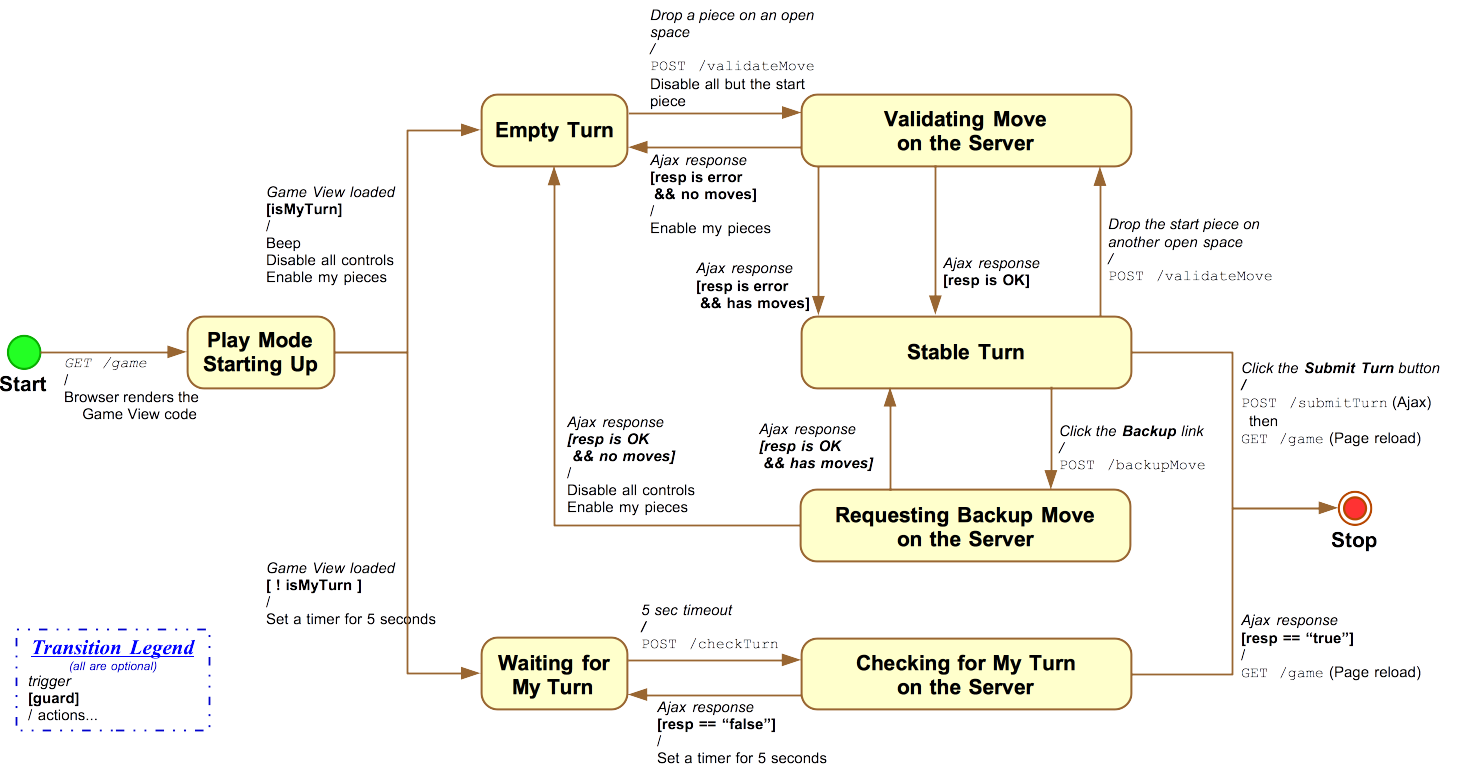 Drop a piece on an open
space
/
POST /validateMove
Disable all but the start
piece
Empty Turn
Validating Move
on the Server
Ajax response
[resp is error
&& no moves]
/
Enable my pieces
Game View loaded
[isMyTurn]
/
Beep
Disable all controls
Enable my pieces
Drop the start piece on
another open space
/
POST /validateMove
Ajax response
[resp is error
&& has moves]
Ajax response
[resp is OK]
Start
GET /game
/
Browser renders the
Game View code
Play Mode
Starting Up
Stable Turn
Click the Submit Turn button
/
POST /submitTurn (Ajax)
then
GET /game (Page reload)
Ajax response
[resp is OK
&& no moves]
/
Disable all controls
Enable my pieces
Ajax response
[resp is OK
&& has moves]
Click the Backup link
/
POST /backupMove
Requesting Backup Move
on the Server
Stop
Game View loaded
[ ! isMyTurn ]
/
Set a timer for 5 seconds
5 sec timeout
/
POST /checkTurn
Waiting for
My Turn
Checking for My Turn
on the Server
Ajax response
[resp == “true”]
/
GET /game (Page reload)
Ajax response
[resp == “false”]
/
Set a timer for 5 seconds
Transition Legend
(all are optional)
trigger
[guard]
/ actions...